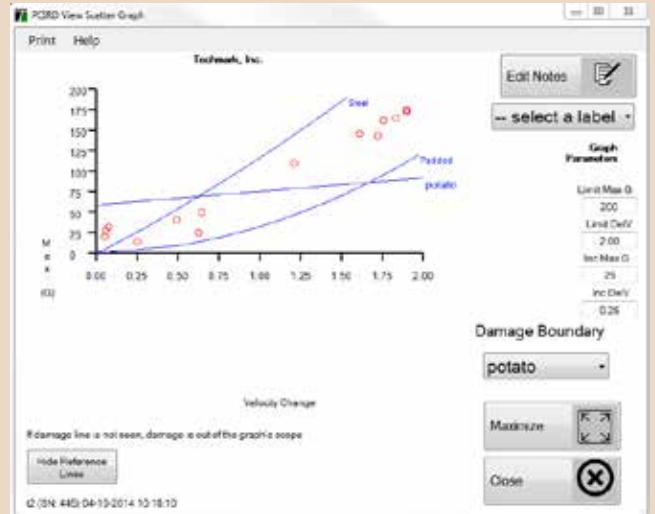 PCIRD View Scatter Graph
Print Help
Techmark, Inc.
Edit Notes
-- select a label
Graph
Parameters
Limit Max G
200
Limit DelV
2.00
Inc Max G
25
Inc DelV
0.25
200
175
150
125
100
75
50
25
0
Steel
Padded
potato
M
a
x
(G)
0.00 0.25 0.50 0.75 1.00 1.25 1.50 1.75 2.00
Velocity Change
Damage Boundary
potato
If damage line is not seen, damage is out of the graph's scope
Hide Reference
Lines
Maximize
Close
t2 (SN: 445) 04-10-2014 10:18:10